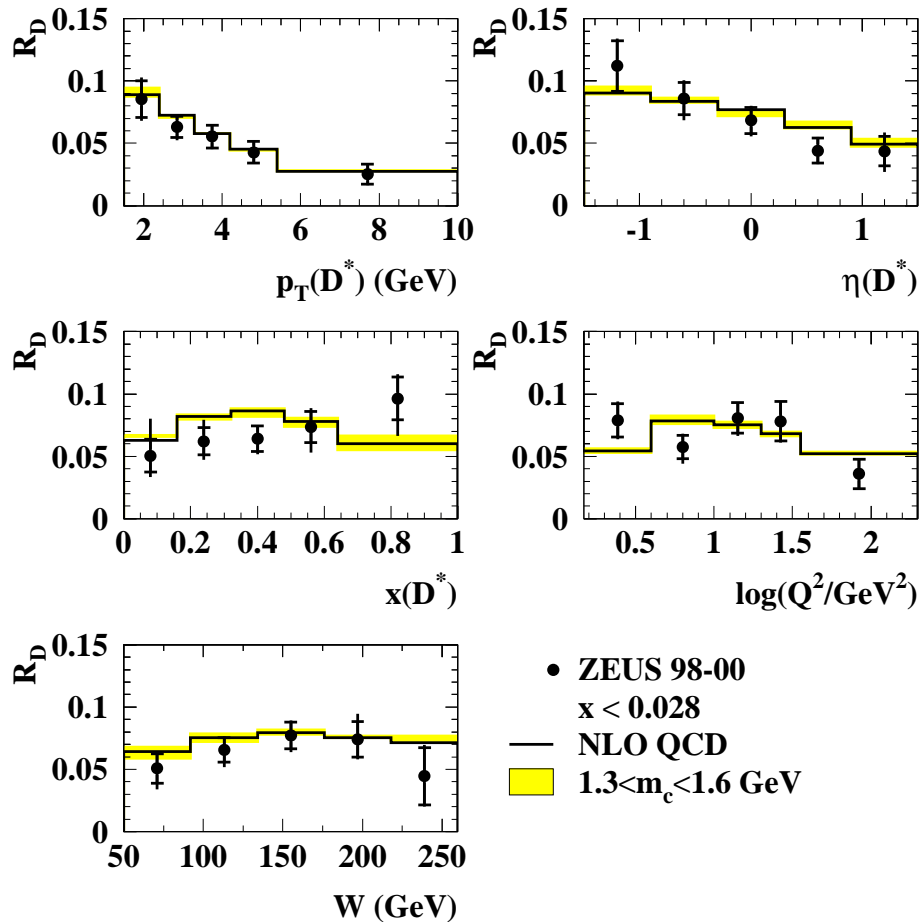 R_D
0.15
0.1
0.05
0
2 4 6 8 10
p_T(D^*) (GeV)
R_D
0.15
0.1
0.05
0
-1 0 1
η(D^*)
R_D
0.15
0.1
0.05
0
0 0.2 0.4 0.6 0.8 1
x(D^*)
R_D
0.15
0.1
0.05
0
0.5 1 1.5 2
log(Q^2/GeV^2)
R_D
0.15
0.1
0.05
0
50 100 150 200 250
W (GeV)
ZEUS 98-00
x < 0.028
NLO QCD
1.3<m_c<1.6 GeV